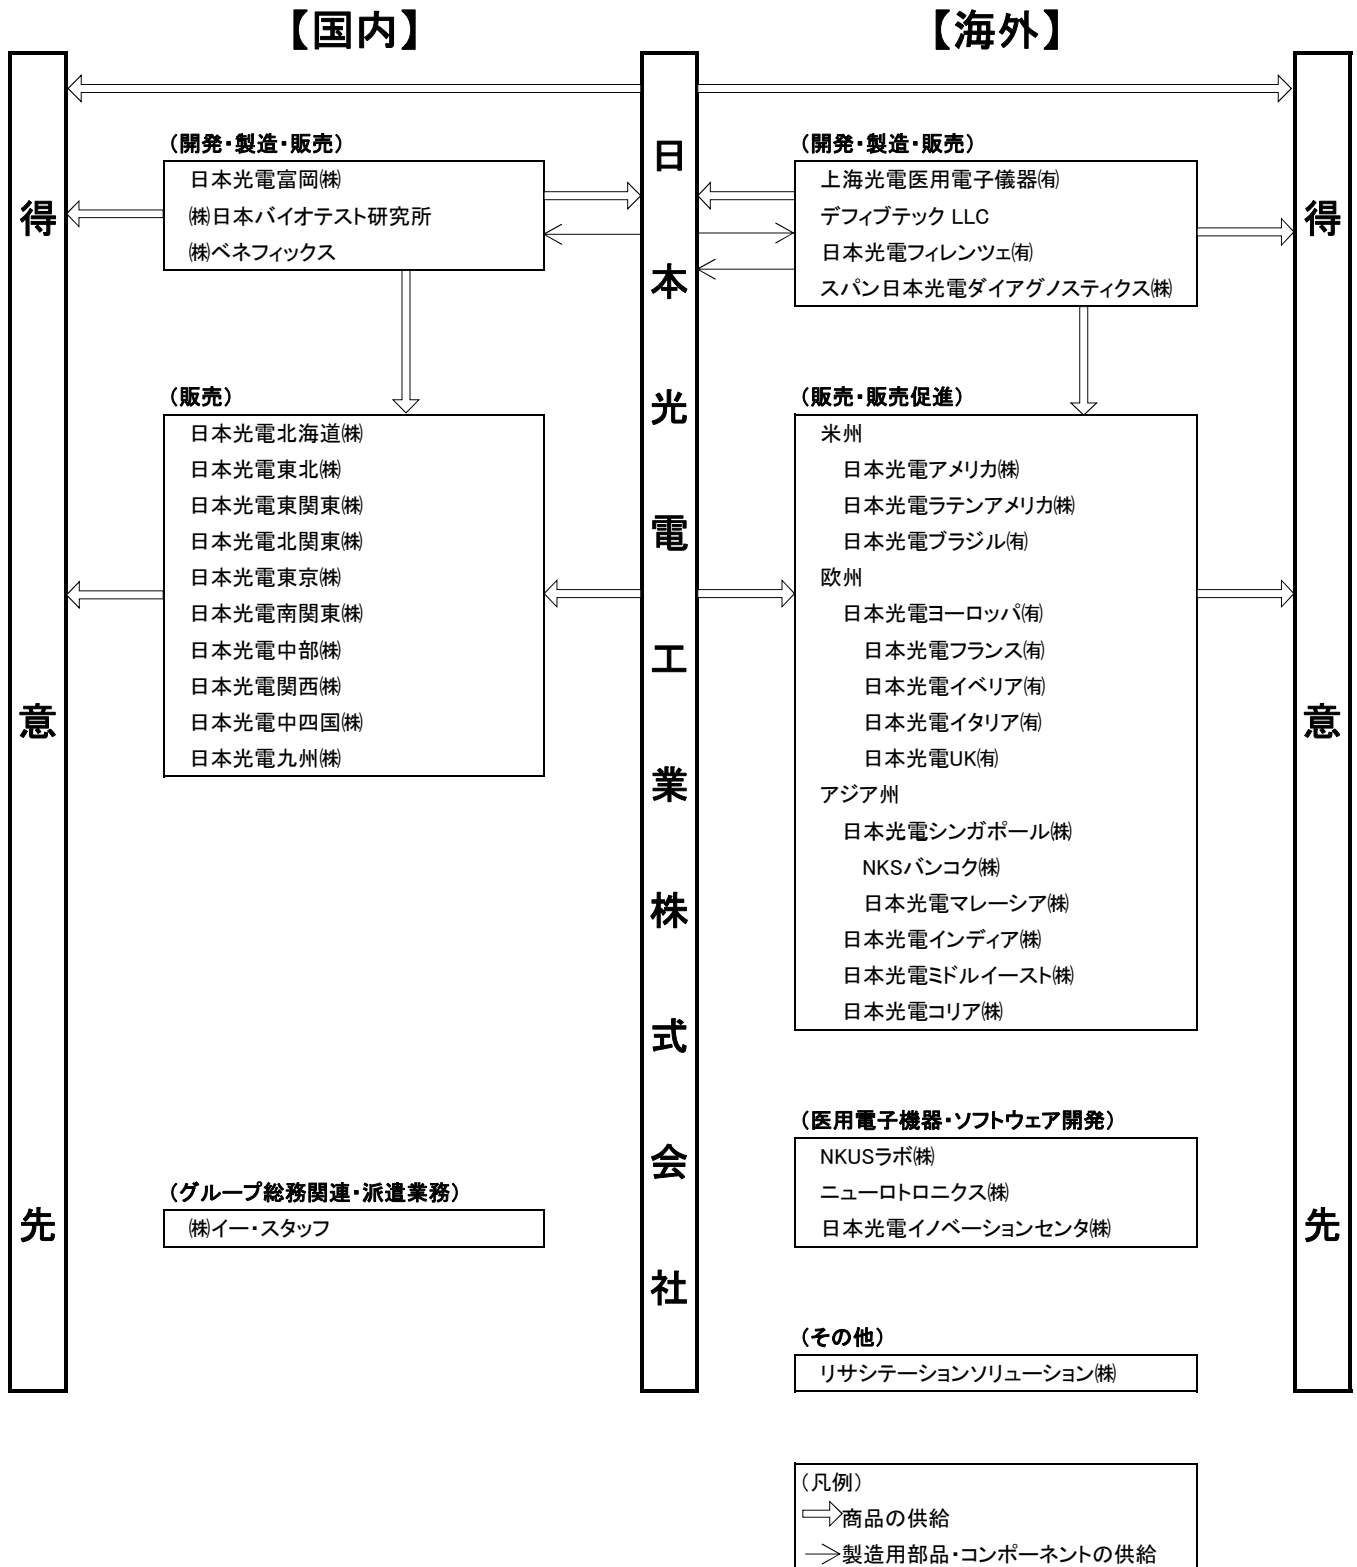 【国内】
【海外】
得意先
日本光電工業株式会社
得意先
（開発・製造・販売）
日本光電富岡㈱
㈱日本バイオテスト研究所
㈱ベネフィックス
（販売）
日本光電北海道㈱
日本光電東北㈱
日本光電東関東㈱
日本光電北関東㈱
日本光電東京㈱
日本光電南関東㈱
日本光電中部㈱
日本光電関西㈱
日本光電中四国㈱
日本光電九州㈱
（グループ総務関連・派遣業務）
㈱イー・スタッフ
（開発・製造・販売）
上海光電医用電子儀器㈲
デフィブテック LLC
日本光電フィレンツェ㈲
スパン日本光電ダイアグノスティクス㈱
（販売・販売促進）
米州
日本光電アメリカ㈱
日本光電ラテンアメリカ㈱
日本光電ブラジル㈲
欧州
日本光電ヨーロッパ㈲
日本光電フランス㈲
日本光電イベリア㈲
日本光電イタリア㈲
日本光電UK㈲
アジア州
日本光電シンガポール㈱
NKSバンコク㈱
日本光電マレーシア㈱
日本光電インディア㈱
日本光電ミドルイースト㈱
日本光電コリア㈱
（医用電子機器・ソフトウェア開発）
NKUSラボ㈱
ニューロトロニクス㈱
日本光電イノベーションセンタ㈱
（その他）
リサシテーションソリューション㈱
（凡例）
商品の供給
製造用部品・コンポーネントの供給